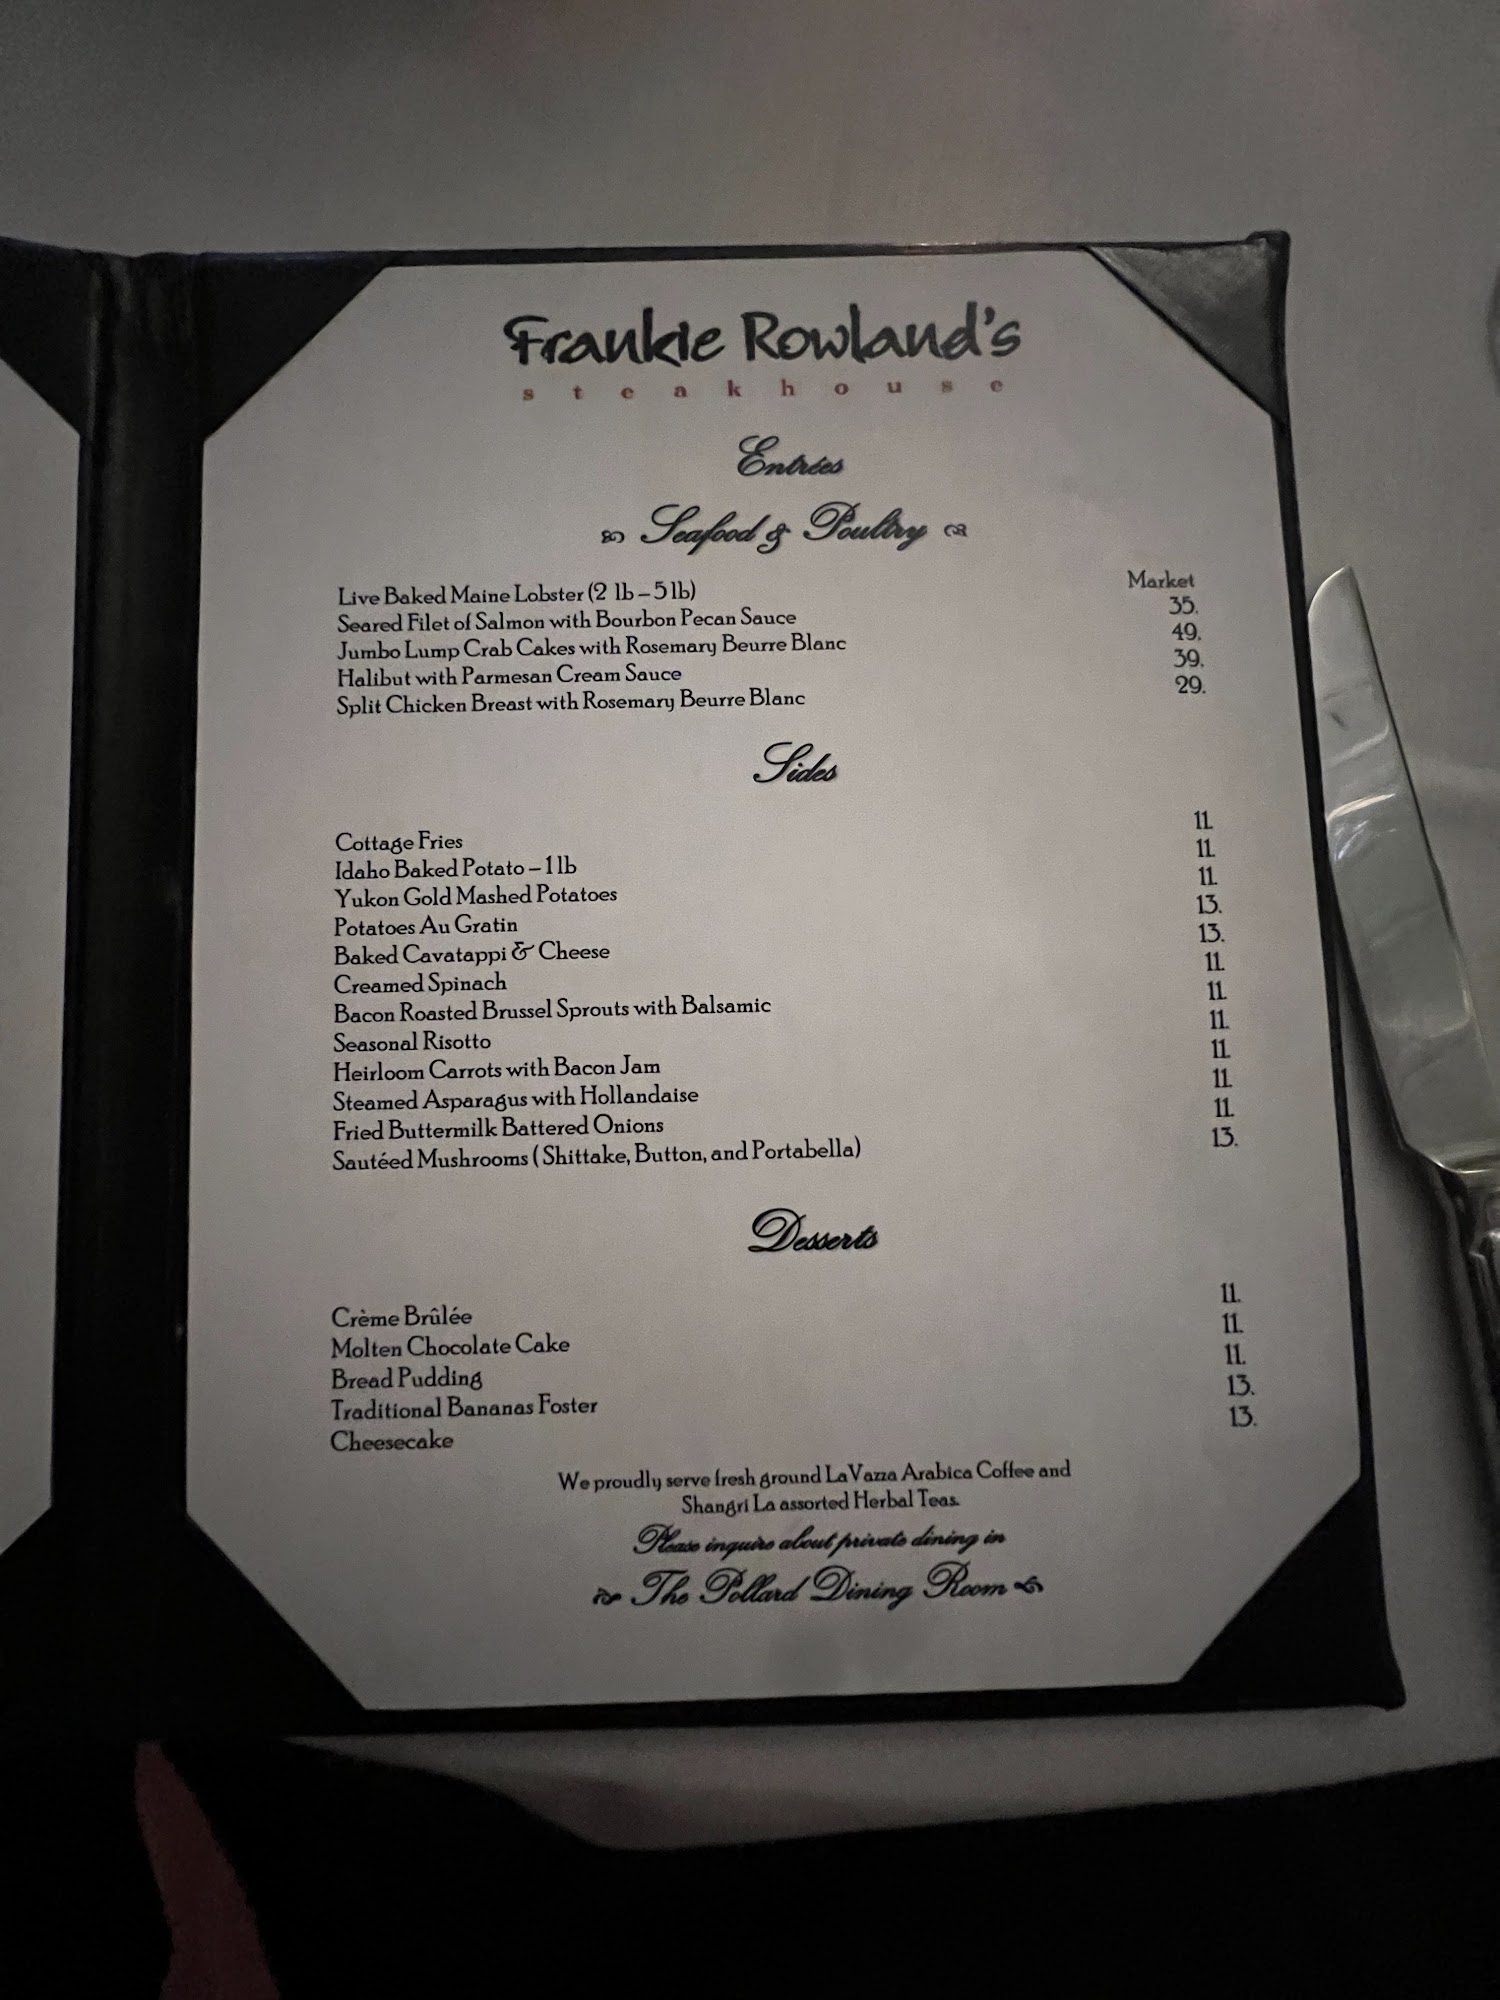 Frankie Rowland's
steakhouse
Entrées
Seafood & Poultry
Live Baked Maine Lobster (2 lb – 5 lb) Market
Seared Filet of Salmon with Bourbon Pecan Sauce 35.
Jumbo Lump Crab Cakes with Rosemary Beurre Blanc 49.
Halibut with Parmesan Cream Sauce 39.
Split Chicken Breast with Rosemary Beurre Blanc 29.
Sides
Cottage Fries 11.
Idaho Baked Potato – 1 lb 11.
Yukon Gold Mashed Potatoes 11.
Potatoes Au Gratin 13.
Baked Cavatappi & Cheese 13.
Creamed Spinach 11.
Bacon Roasted Brussel Sprouts with Balsamic 11.
Seasonal Risotto 11.
Heirloom Carrots with Bacon Jam 11.
Steamed Asparagus with Hollandaise 11.
Fried Buttermilk Battered Onions 11.
Sautéed Mushrooms ( Shittake, Button, and Portabella) 13.
Desserts
Crème Brûlée 11.
Molten Chocolate Cake 11.
Bread Pudding 11.
Traditional Bananas Foster 13.
Cheesecake 13.
We proudly serve fresh ground LaVazza Arabica Coffee and
Shangri La assorted Herbal Teas.
Please inquire about private dining in
The Pollard Dining Room